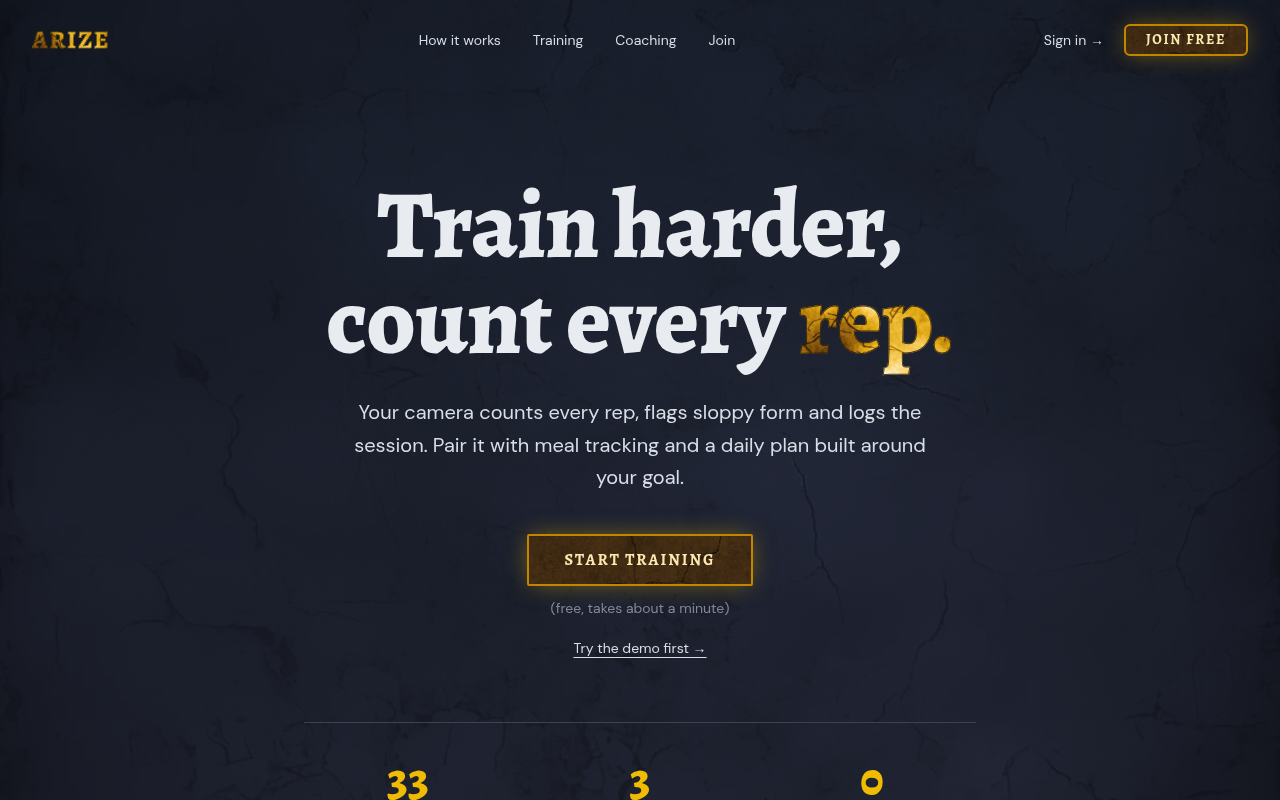 ARIZE
How it works
Training
Coaching
Join
Sign in →
JOIN FREE
Train harder,
count every rep.
Your camera counts every rep, flags sloppy form and logs the
session. Pair it with meal tracking and a daily plan built around
your goal.
START TRAINING
(free, takes about a minute)
Try the demo first →
33
3
0